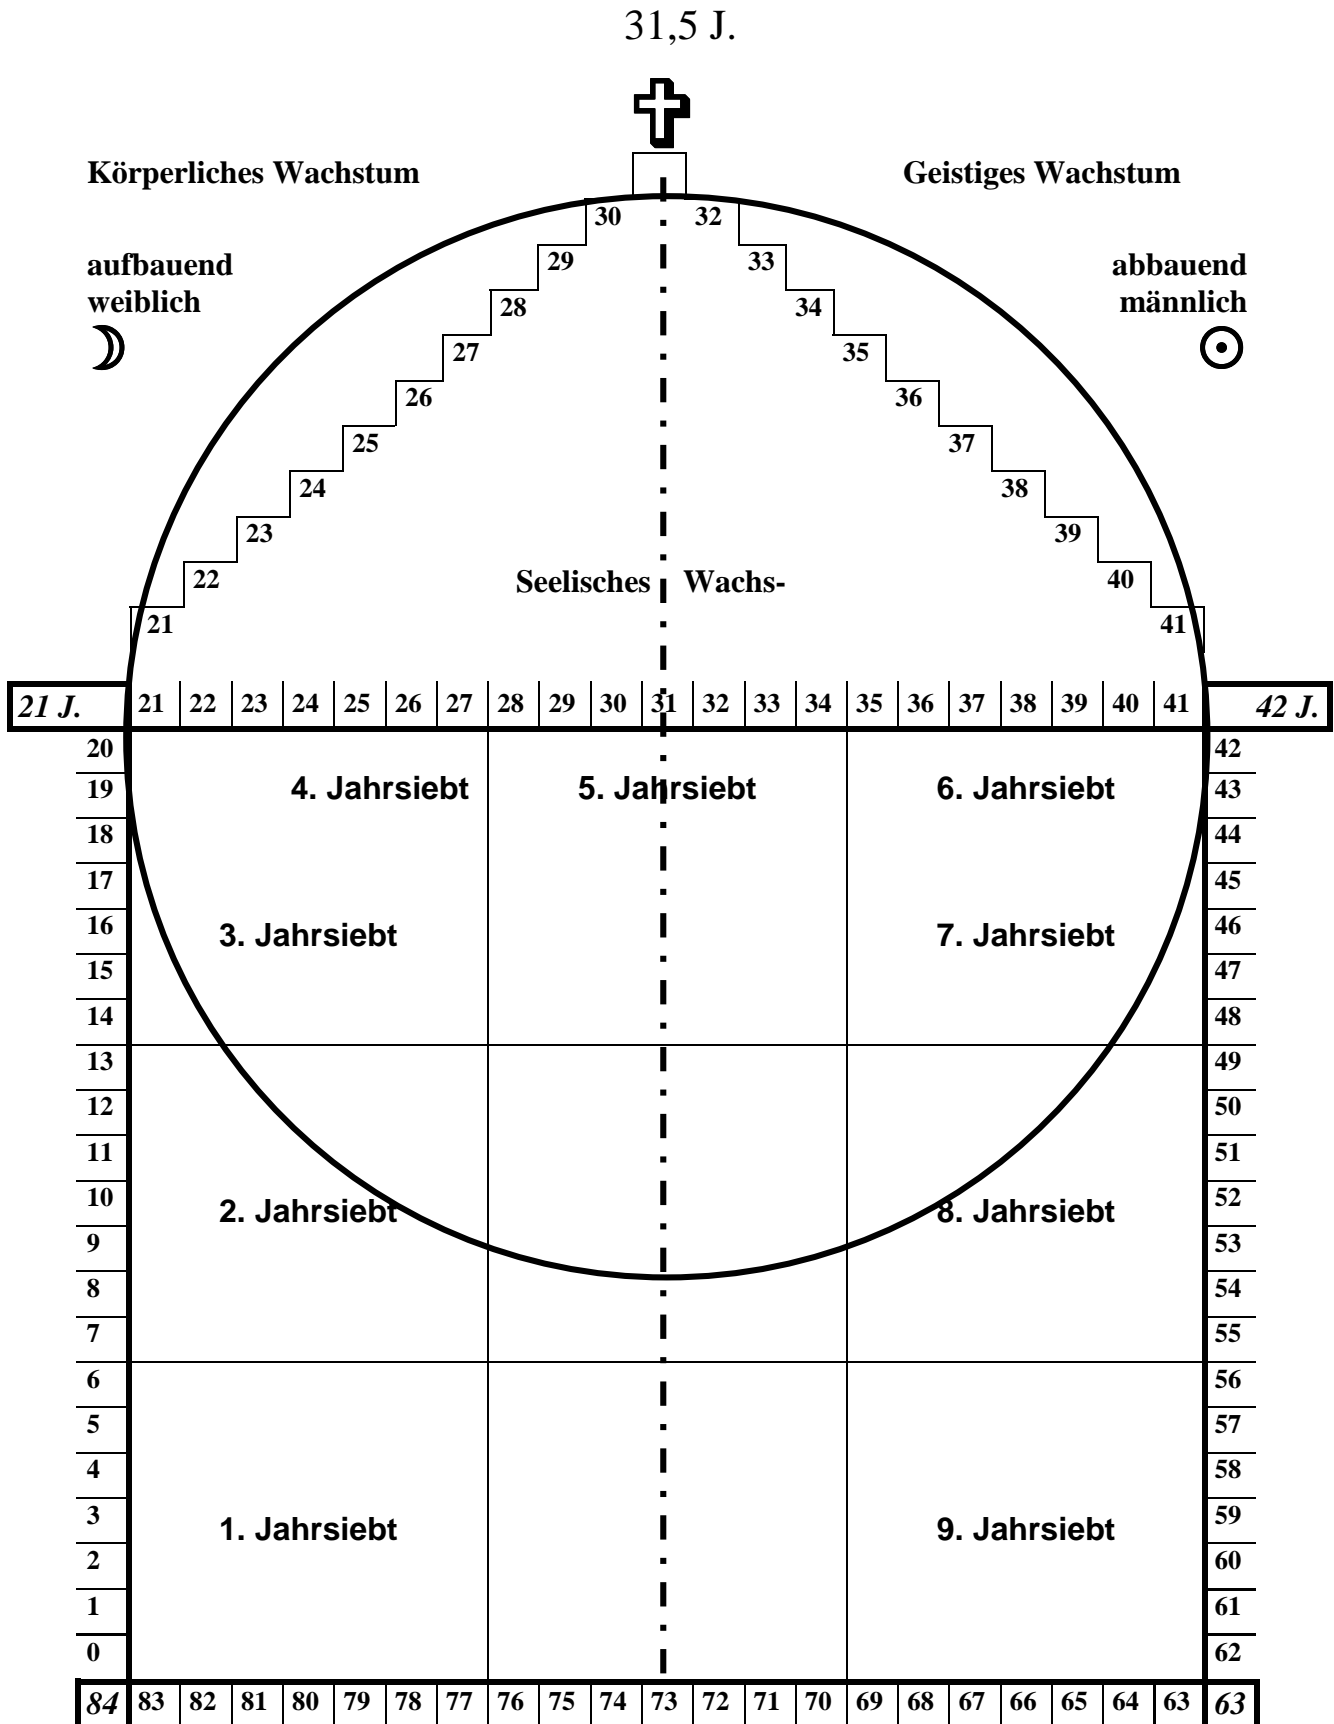 31,5 J.
Körperliches Wachstum Geistiges Wachstum
30 32
aufbauend 29 33 abbauend
weiblich 28 34 männlich
27 35
26 36
25 37
24 38
23 39
22 Seelisches Wachs- 40
21 41
21 J. 21 22 23 24 25 26 27 28 29 30 31 32 33 34 35 36 37 38 39 40 41 42 J.
20 42
19 4. Jahrsiebt 5. Jahrsiebt 6. Jahrsiebt 43
18 44
17 45
16 3. Jahrsiebt 7. Jahrsiebt 46
15 47
14 48
13 49
12 50
11 51
10 2. Jahrsiebt 8. Jahrsiebt 52
9 53
8 54
7 55
6 56
5 57
4 58
3 1. Jahrsiebt 9. Jahrsiebt 59
2 60
1 61
0 62
84 83 82 81 80 79 78 77 76 75 74 73 72 71 70 69 68 67 66 65 64 63 63